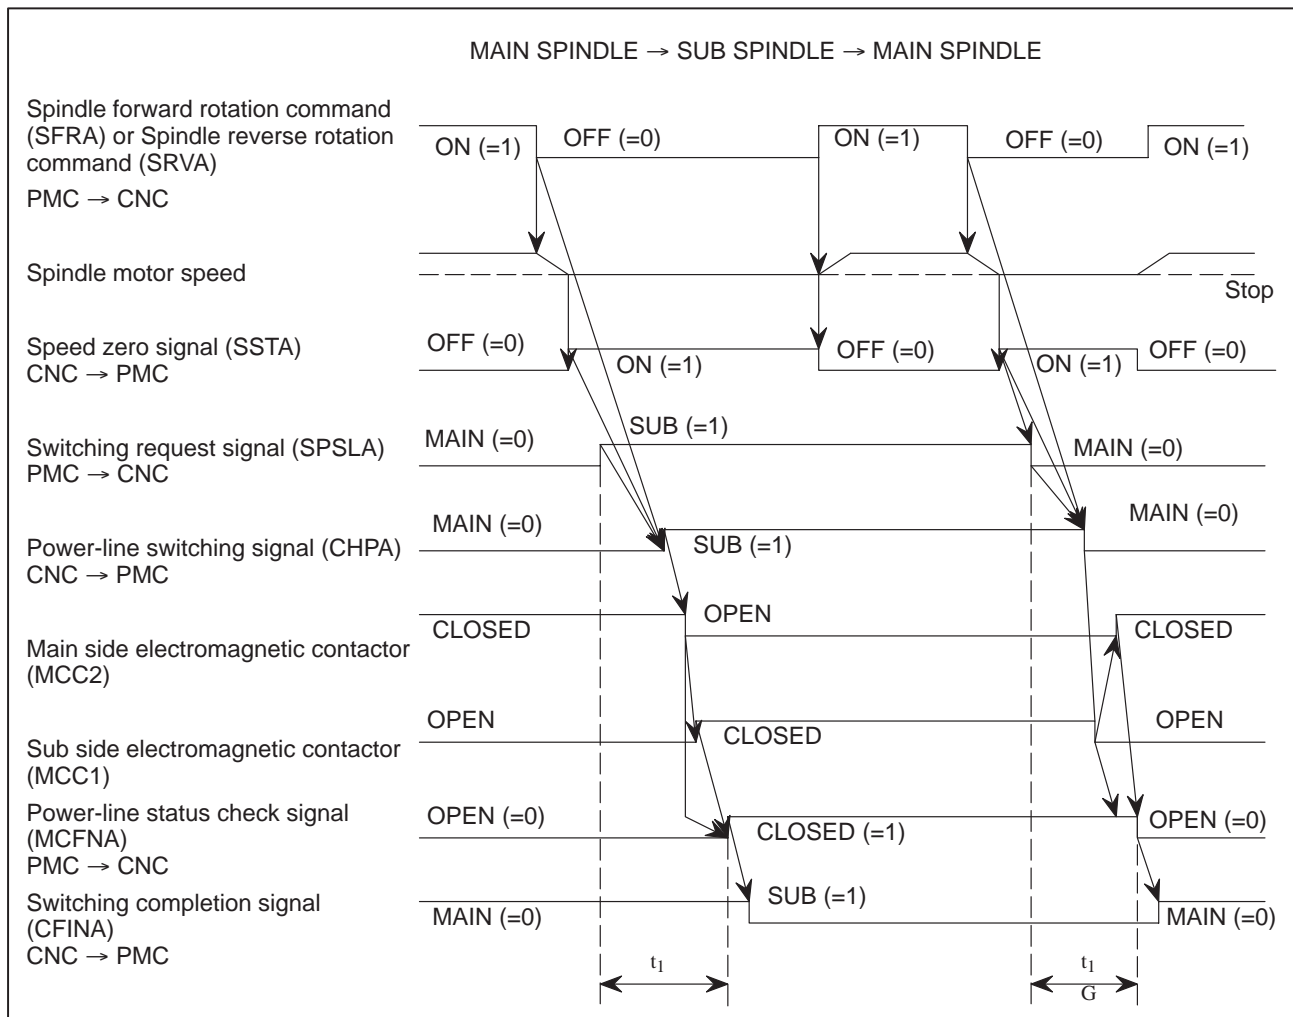 MAIN SPINDLE → SUB SPINDLE → MAIN SPINDLE
Spindle forward rotation command
(SFRA) or Spindle reverse rotation
command (SRVA)
PMC → CNC
ON (=1)
OFF (=0)
ON (=1)
OFF (=0)
ON (=1)
Spindle motor speed
Stop
Speed zero signal (SSTA)
CNC → PMC
OFF (=0)
ON (=1)
OFF (=0)
ON (=1)
OFF (=0)
Switching request signal (SPSLA)
PMC → CNC
MAIN (=0)
SUB (=1)
MAIN (=0)
Power-line switching signal (CHPA)
CNC → PMC
MAIN (=0)
SUB (=1)
MAIN (=0)
Main side electromagnetic contactor
(MCC2)
CLOSED
OPEN
CLOSED
Sub side electromagnetic contactor
(MCC1)
OPEN
CLOSED
OPEN
Power-line status check signal
(MCFNA)
PMC → CNC
OPEN (=0)
CLOSED (=1)
OPEN (=0)
Switching completion signal
(CFINA)
CNC → PMC
MAIN (=0)
SUB (=1)
MAIN (=0)
t1
t1
G